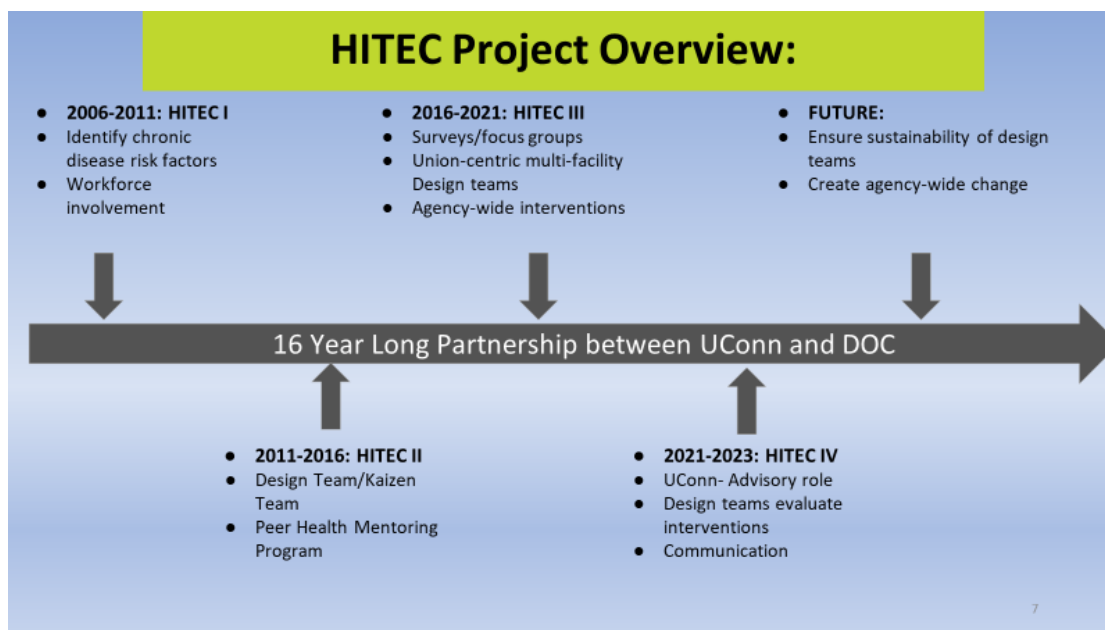 HITEC Project Overview:
● 2006-2011: HITEC I
● Identify chronic
disease risk factors
● Workforce
involvement
● 2016-2021: HITEC III
● Surveys/focus groups
● Union-centric multi-facility
Design teams
● Agency-wide interventions
● FUTURE:
● Ensure sustainability of design
teams
● Create agency-wide change
16 Year Long Partnership between UConn and DOC
● 2011-2016: HITEC II
● Design Team/Kaizen
Team
● Peer Health Mentoring
Program
● 2021-2023: HITEC IV
● UConn- Advisory role
● Design teams evaluate
interventions
● Communication
7